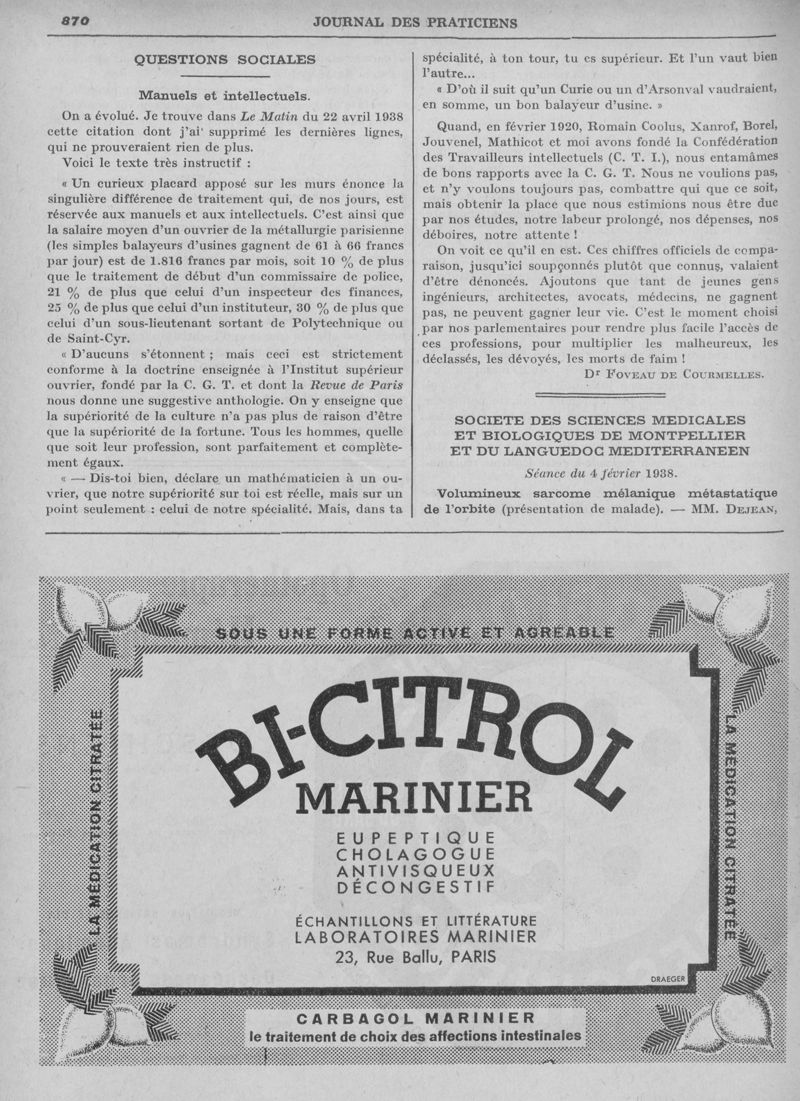 870
JOURNAL DES PRATICIENS
QUESTIONS SOCIALES
Manuels et intellectuels.
On a évolué. Je trouve dans Le Matin du 22 avril 1938
cette citation dont j'ai supprimé les dernières lignes,
qui ne prouveraient rien de plus.
Voici le texte très instructif :
« Un curieux placard apposé sur les murs énonce la
singulière différence de traitement qui, de nos jours, est
réservée aux manuels et aux intellectuels. C'est ainsi que
la salaire moyen d'un ouvrier de la métallurgie parisienne
(les simples balayeurs d'usines gagnent de 61 à 66 francs
par jour) est de 1.816 francs par mois, soit 10 % de plus
que le traitement de début d'un commissaire de police,
21 % de plus que celui d'un inspecteur des finances,
25 % de plus que celui d'un instituteur, 30 % de plus que
celui d'un sous-lieutenant sortant de Polytechnique ou
de Saint-Cyr.
« D'aucuns s'étonnent ; mais ceci est strictement
conforme à la doctrine enseignée à l'Institut supérieur
ouvrier, fondé par la C. G. T. et dont la Revue de Paris
nous donne une suggestive anthologie. On y enseigne que
la supériorité de la culture n'a pas plus de raison d'être
que la supériorité de la fortune. Tous les hommes, quelle
que soit leur profession, sont parfaitement et complète-
ment égaux.
« — Dis-toi bien, déclare un mathématicien à un ou-
vrier, que notre supériorité sur toi est réelle, mais sur un
point seulement : celui de notre spécialité. Mais, dans ta
spécialité, à ton tour, tu es supérieur. Et l'un vaut bien
l'autre...
« D'où il suit qu'un Curie ou un d'Arsonval vaudraient,
en somme, un bon balayeur d'usine. »
Quand, en février 1920, Romain Coolus, Xanrof, Borel,
Jouvenel, Mathicot et moi avons fondé la Confédération
des Travailleurs intellectuels (C. T. I.), nous entamâmes
de bons rapports avec la C. G. T. Nous ne voulions pas,
et n'y voulons toujours pas, combattre qui que ce soit,
mais obtenir la place que nous estimions nous être due
par nos études, notre labeur prolongé, nos dépenses, nos
déboires, notre attente !
On voit ce qu'il en est. Ces chiffres officiels de compa-
raison, jusqu'ici soupçonnés plutôt que connus, valaient
d'être dénoncés. Ajoutons que tant de jeunes gens
ingénieurs, architectes, avocats, médecins, ne gagnent
pas, ne peuvent gagner leur vie. C'est le moment choisi
par nos parlementaires pour rendre plus facile l'accès de
ces professions, pour multiplier les malheureux, les
déclassés, les dévoyés, les morts de faim !
Dr FOVEAU DE COURMELLES.
SOCIETE DES SCIENCES MEDICALES
ET BIOLOGIQUES DE MONTPELLIER
ET DU LANGUEDOC MEDITERRANEEN
Séance du 4 février 1938.
Volumineux sarcome mélanique métastatique
de l'orbite (présentation de malade). — MM. DEJEAN,
SOUS UNE FORME ACTIVE ET AGRÉABLE
LA MÉDICATION CITRATÉE
BI-CITROL
MARINIER
EUPEPTIQUE
CHOLAGOGUE
ANTIVISQUEUX
DÉCONGESTIF
ÉCHANTILLONS ET LITTÉRATURE
LABORATOIRES MARINIER
23, Rue Ballu, PARIS
DRAEGER
LA MÉDICATION CITRATÉE
CARBAGOL MARINIER
le traitement de choix des affections intestinales